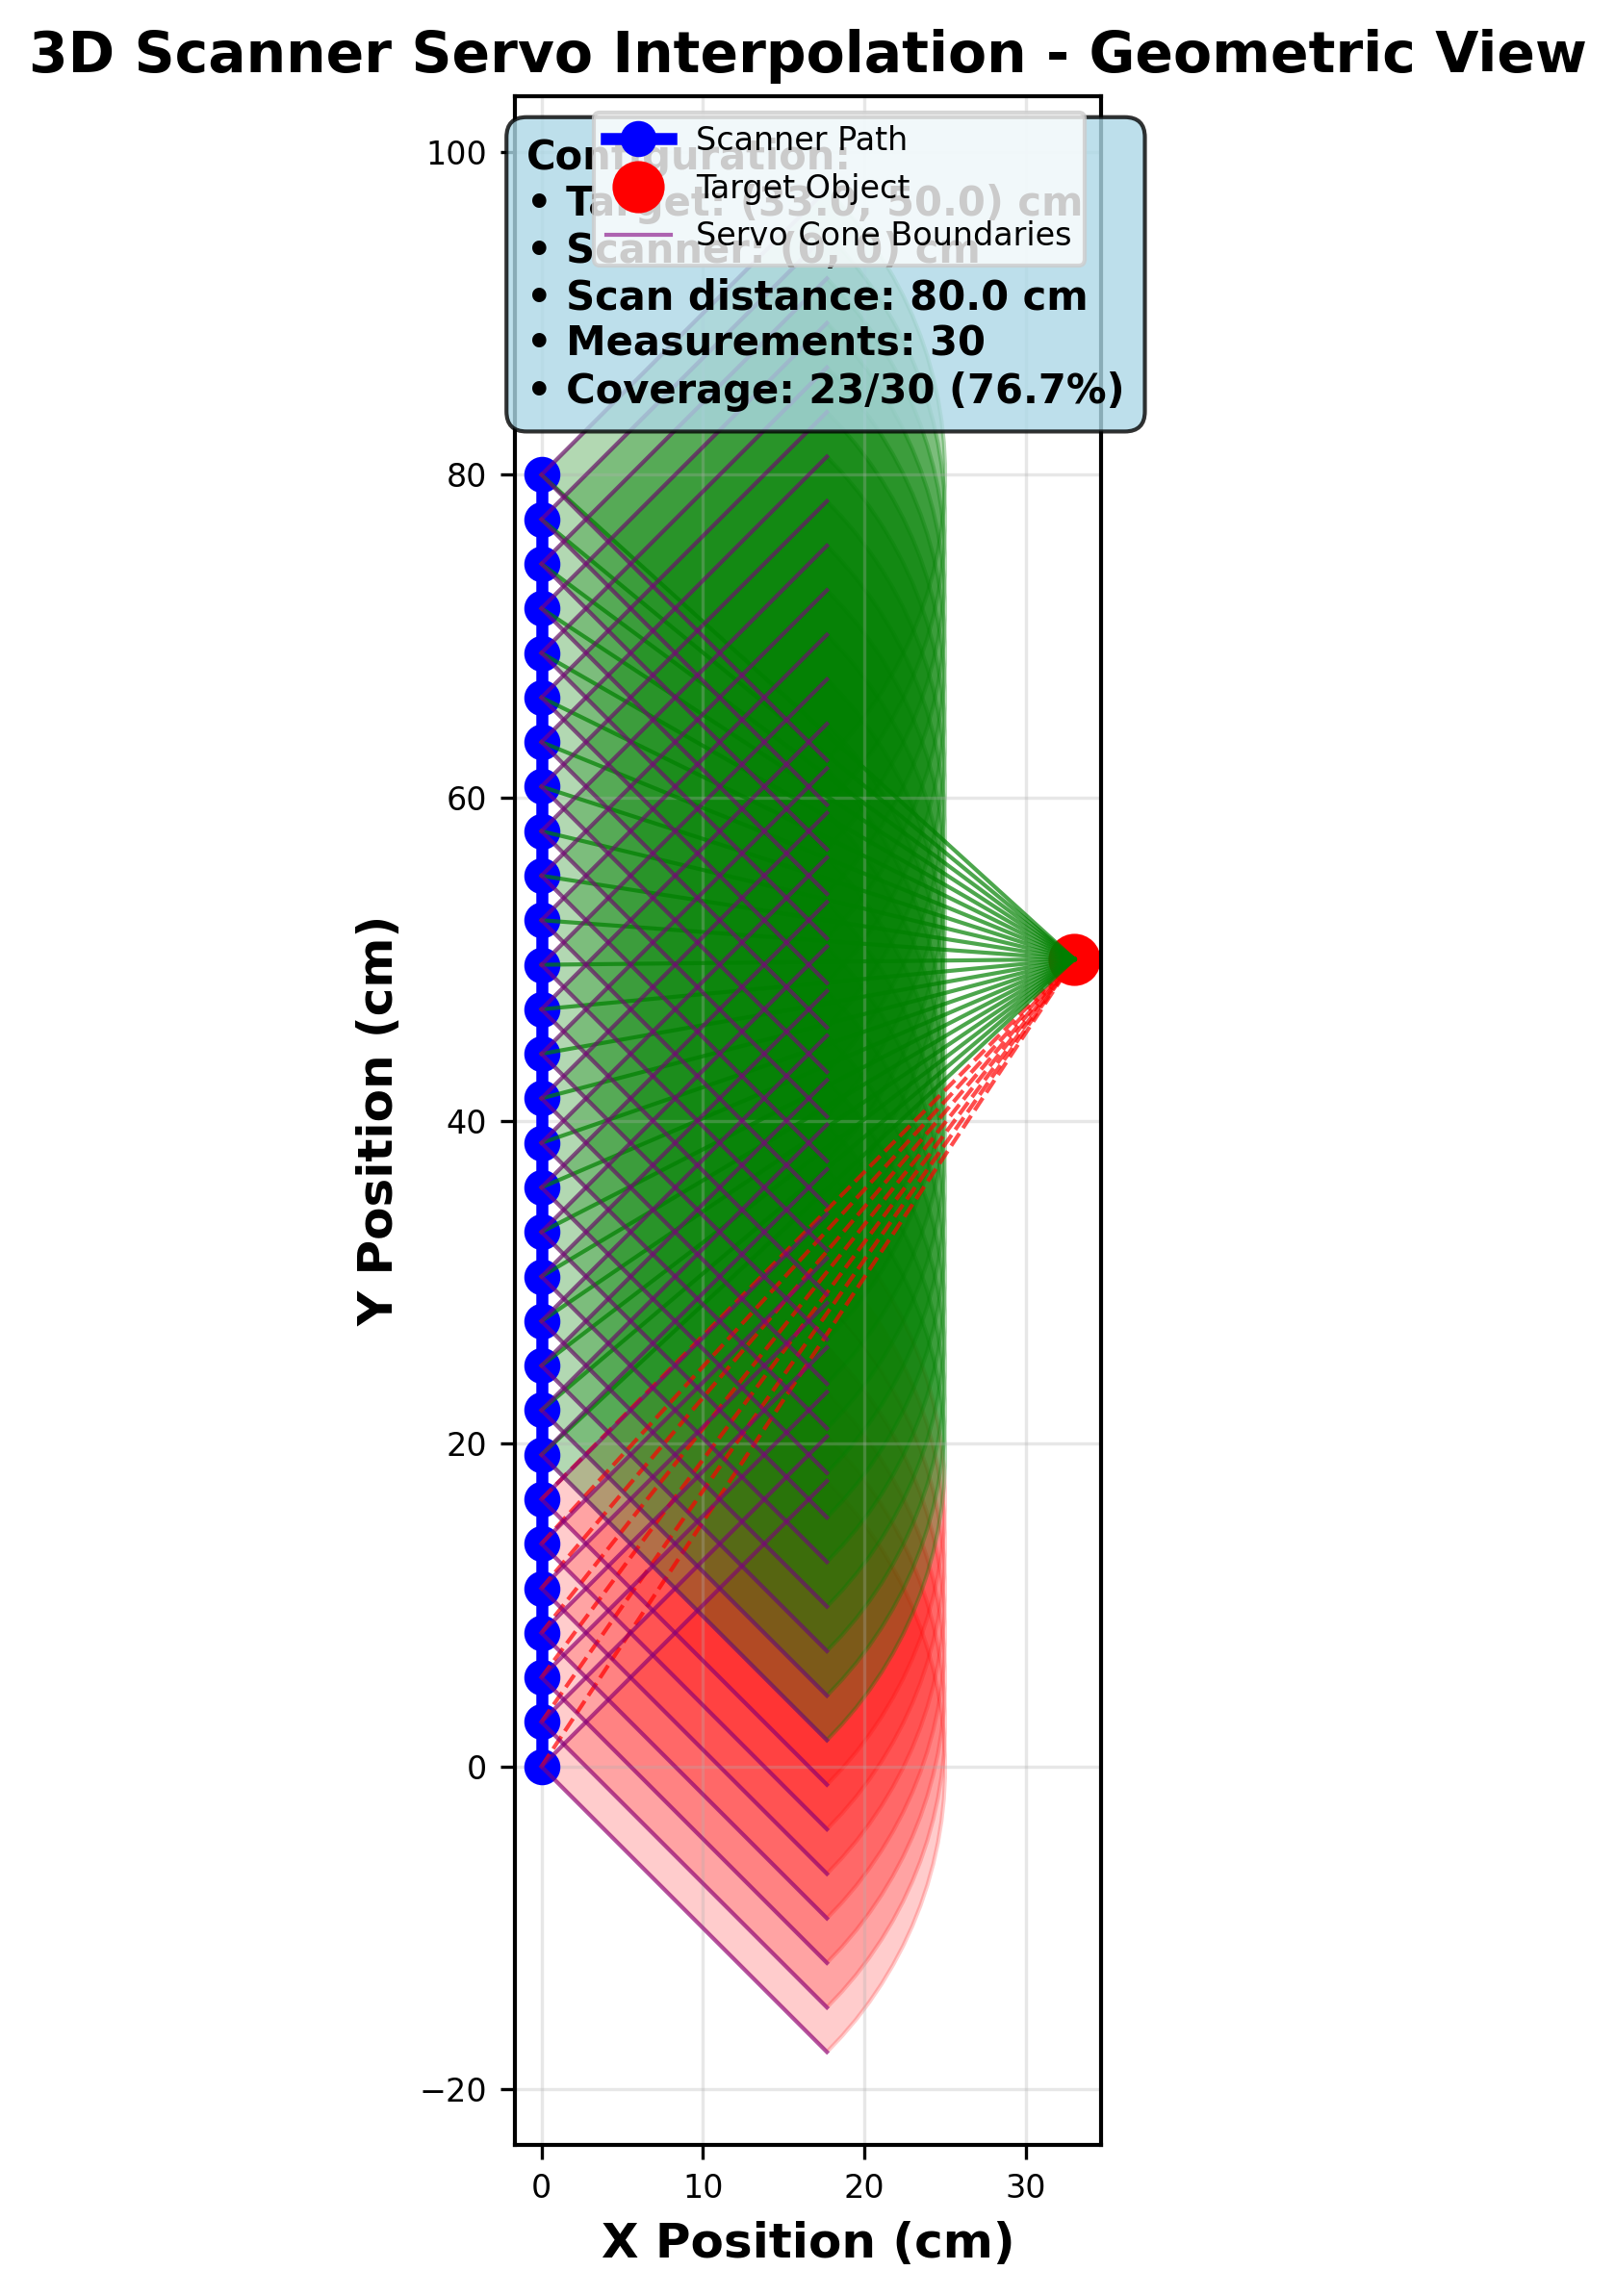 3D Scanner Servo Interpolation - Geometric View
Scanner Path
Target Object
Servo Cone Boundaries
Configuration:
• Target: (33.0, 50.0) cm
• Scanner: (0, 0) cm
• Scan distance: 80.0 cm
• Measurements: 30
• Coverage: 23/30 (76.7%)
100
80
60
40
20
0
−20
Y Position (cm)
0 10 20 30
X Position (cm)